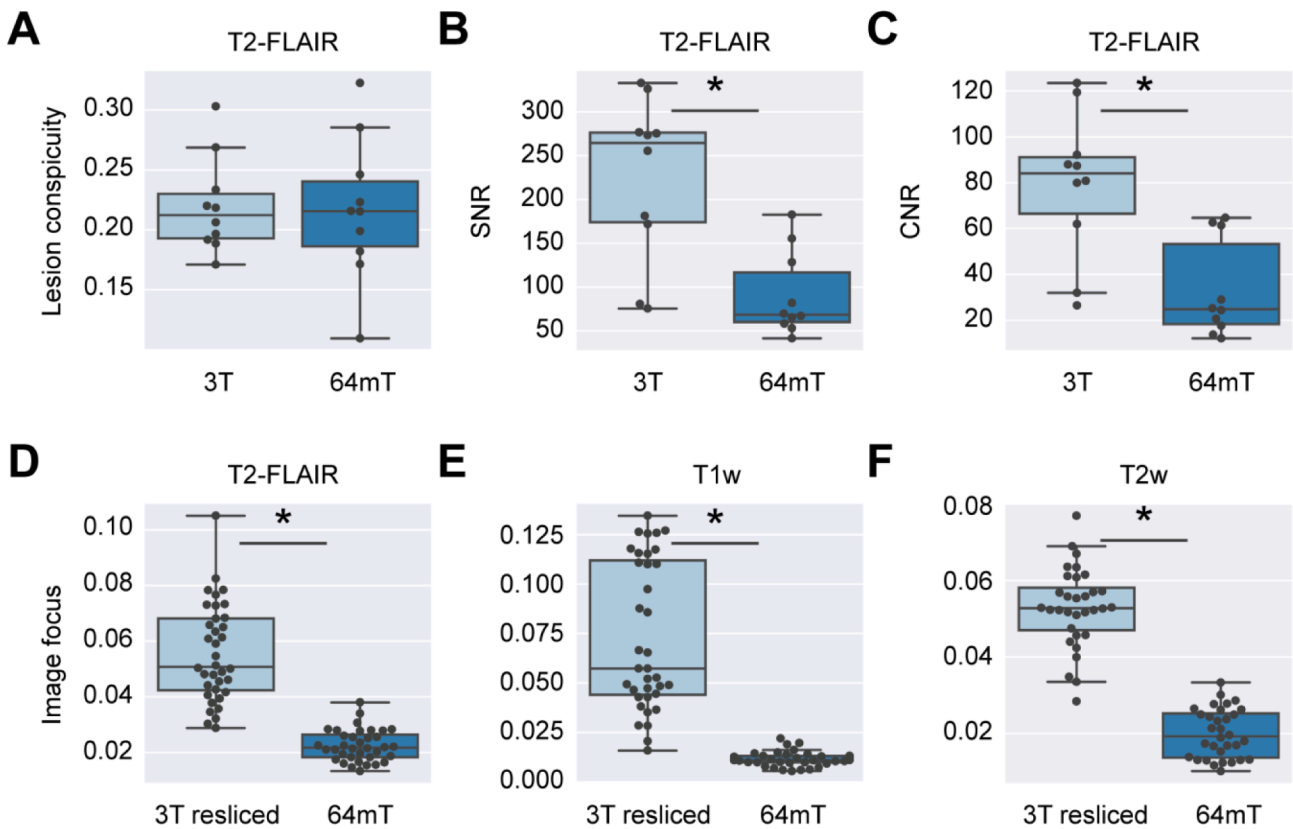 A
T2-FLAIR
Lesion conspicuity
0.30
0.25
0.20
0.15
3T
64mT
B
T2-FLAIR
*
SNR
300
250
200
150
100
50
3T
64mT
C
T2-FLAIR
*
CNR
120
100
80
60
40
20
3T
64mT
D
T2-FLAIR
*
Image focus
0.10
0.08
0.06
0.04
0.02
3T resliced
64mT
E
T1w
*
0.125
0.100
0.075
0.050
0.025
0.000
3T resliced
64mT
F
T2w
*
0.08
0.06
0.04
0.02
3T resliced
64mT